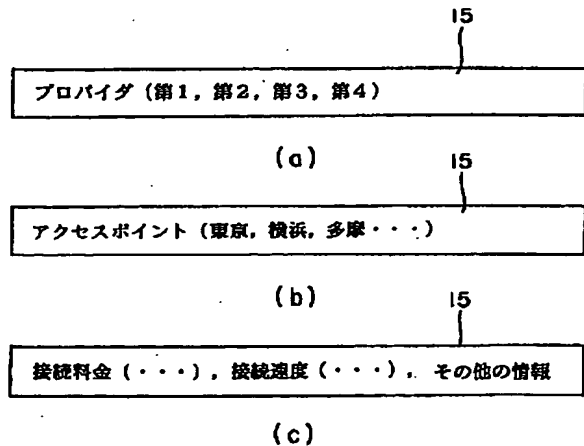 15
プロバイダ（第1，第2，第3，第4）
(a)
15
アクセスポイント（東京，横浜，多摩・・・）
(b)
15
接続料金（・・・），接続速度（・・・），その他の情報
(c)